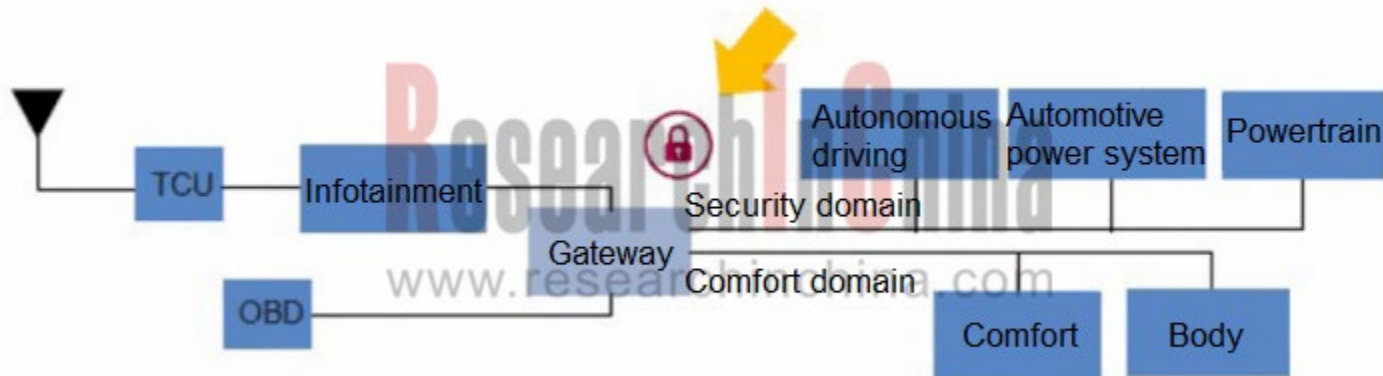 ResearchInChina
www.researchinchina.com
TCU
Infotainment
Gateway
OBD
Security domain
Comfort domain
Autonomous
driving
Automotive
power system
Powertrain
Comfort
Body